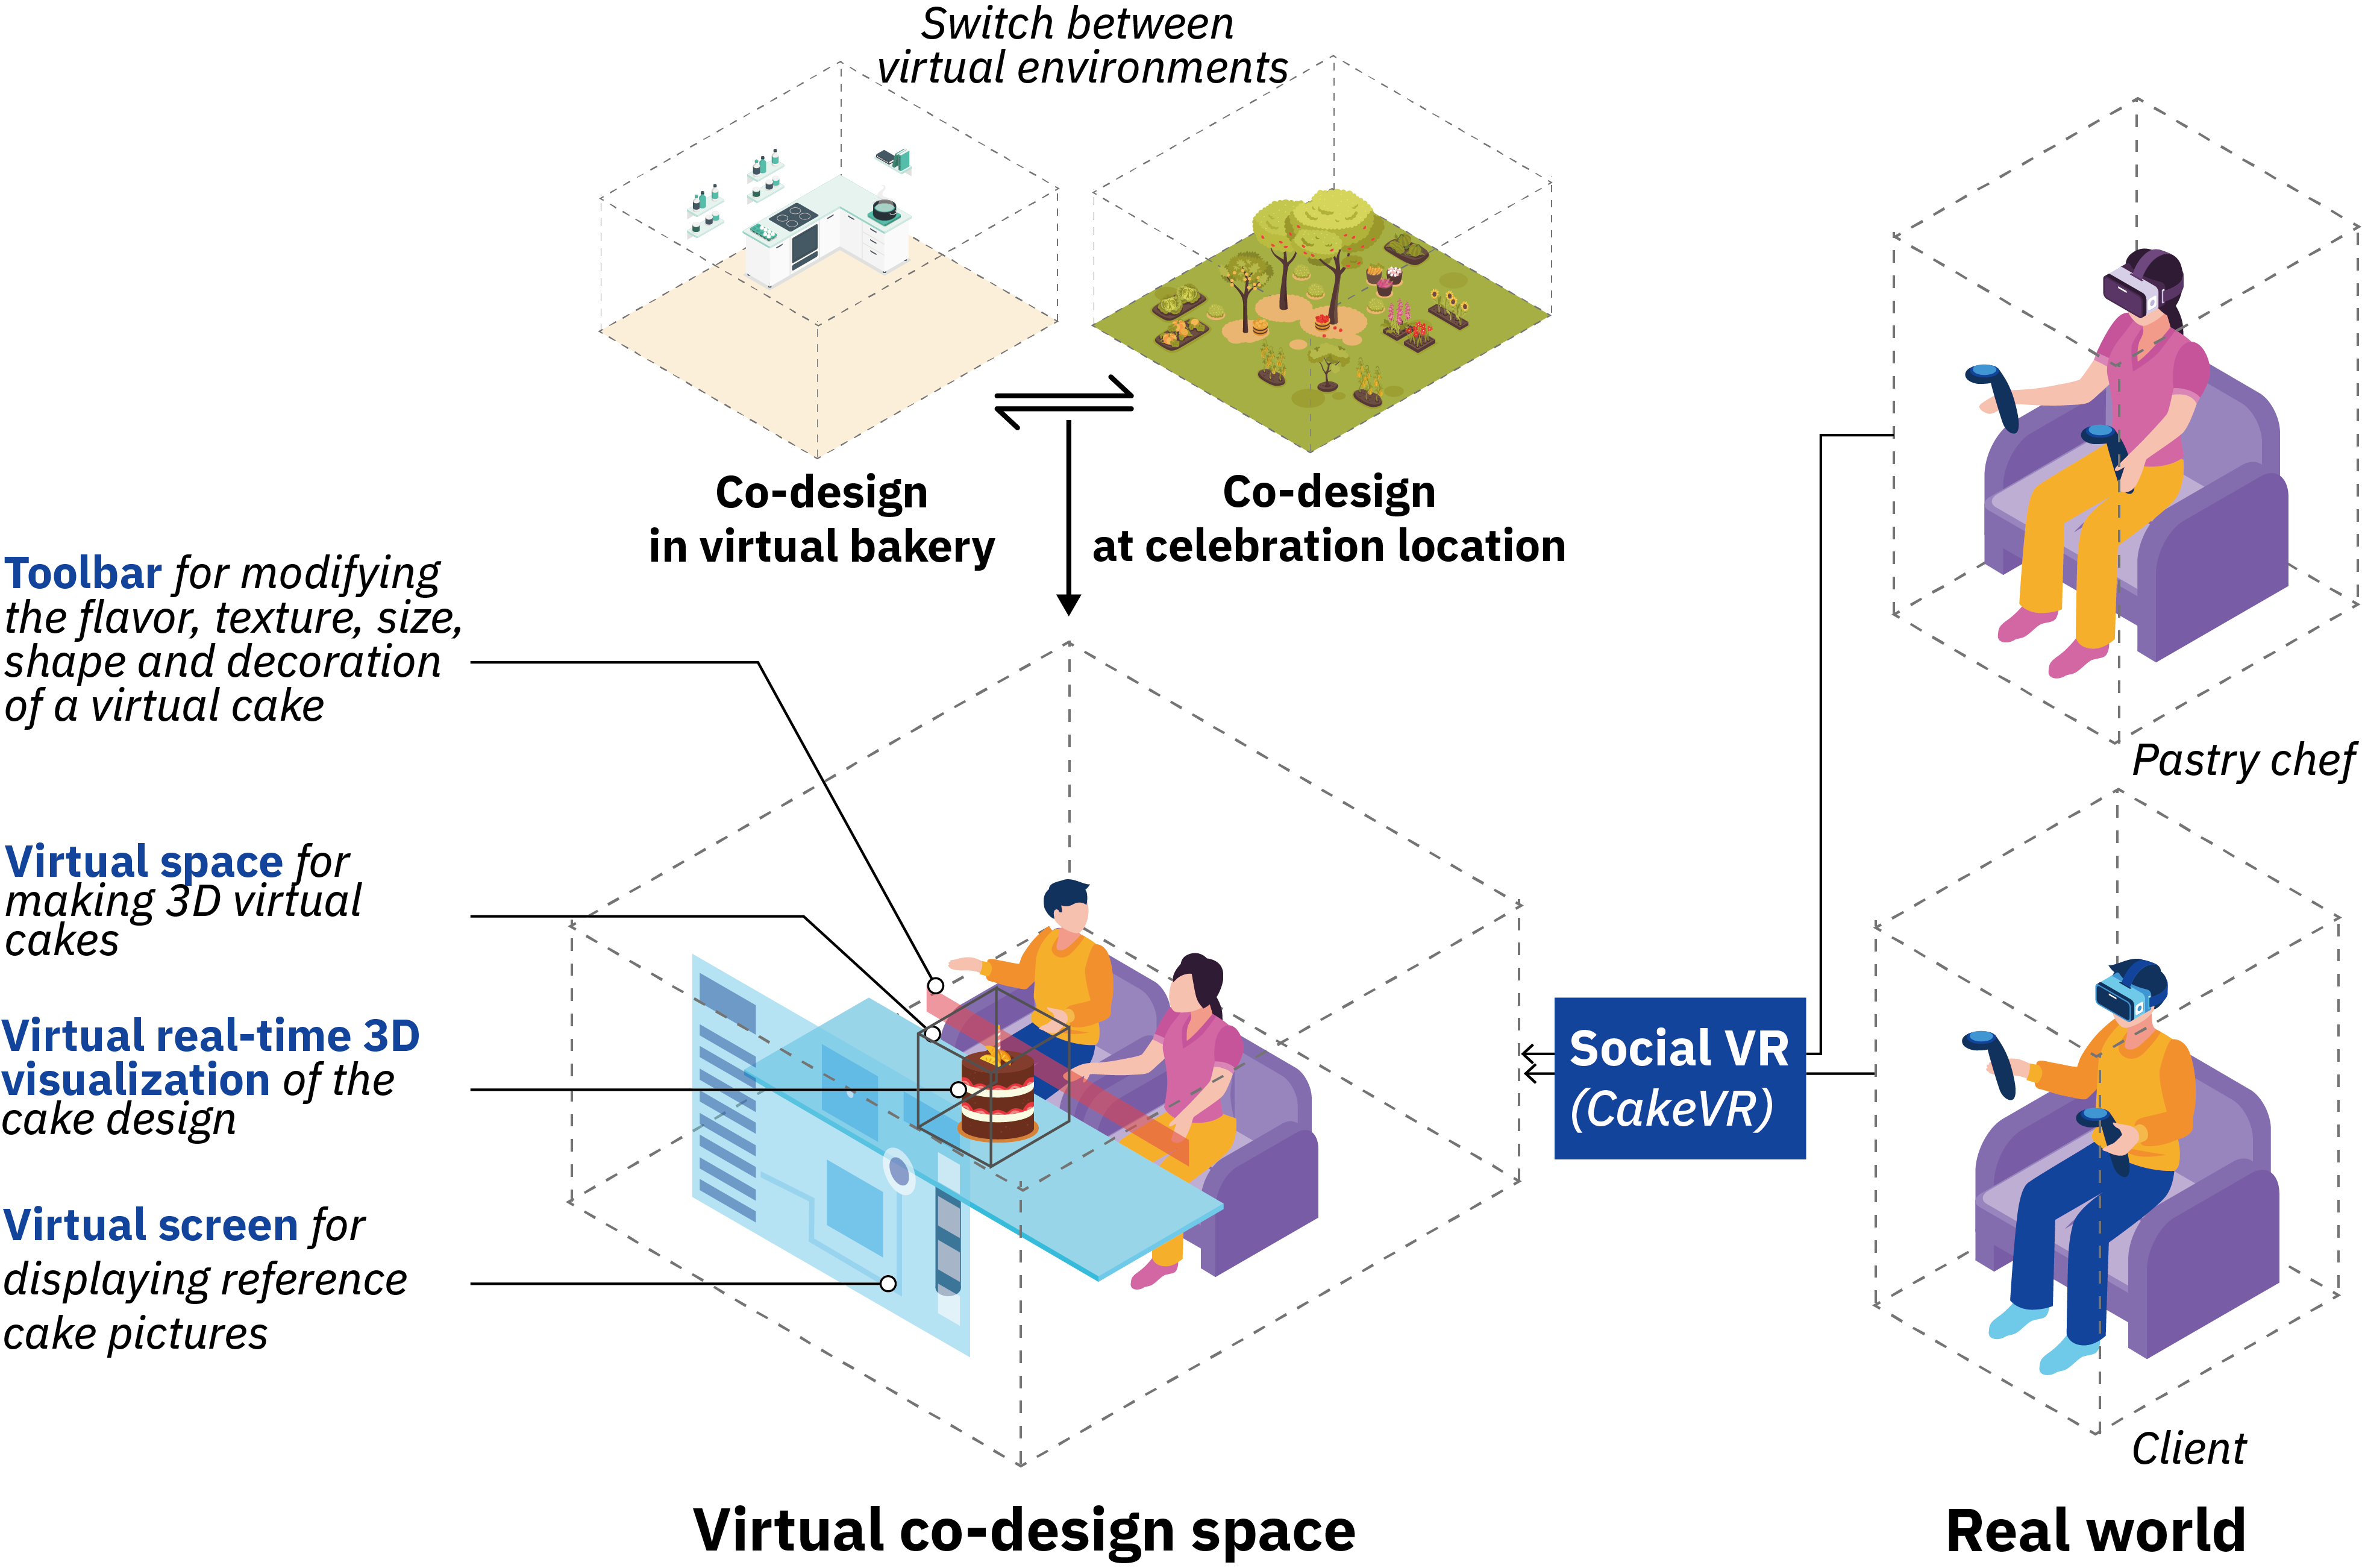 Switch between
virtual environments
Co-design
in virtual bakery
Co-design
at celebration location
Toolbar for modifying
the flavor, texture, size,
shape and decoration
of a virtual cake
Virtual space for
making 3D virtual
cakes
Virtual real-time 3D
visualization of the
cake design
Virtual screen for
displaying reference
cake pictures
Social VR
(CakeVR)
Pastry chef
Client
Virtual co-design space
Real world